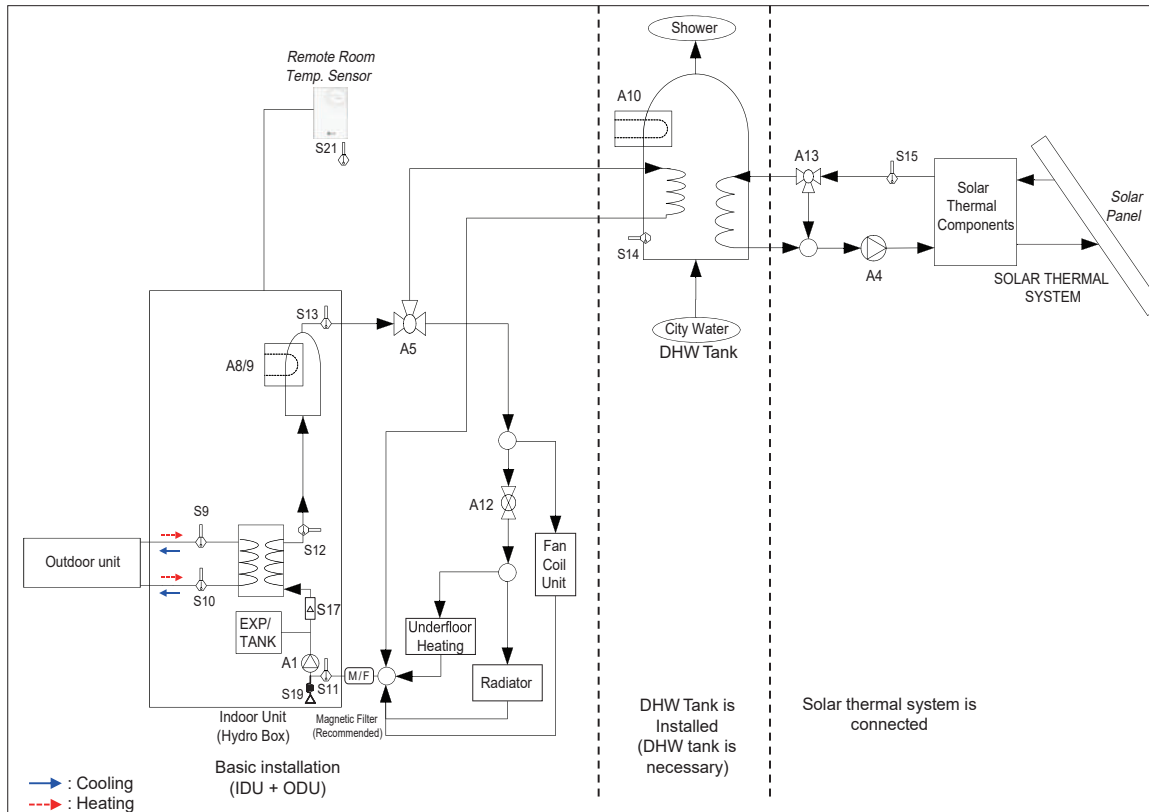 Shower
Remote Room
Temp. Sensor
A10
S21
A13
S15
Solar
Thermal
Components
Solar
Panel
S14
A4
SOLAR THERMAL
SYSTEM
City Water
DHW Tank
S13
A5
A8/9
A12
S9
S12
Outdoor unit
Fan
Coil
Unit
S10
S17
EXP/
TANK
Underfloor
Heating
A1
S11
M/F
S19
Radiator
Indoor Unit
(Hydro Box)
Magnetic Filter
(Recommended)
Basic installation
(IDU + ODU)
DHW Tank is
Installed
(DHW tank is
necessary)
Solar thermal system is
connected
: Cooling
: Heating